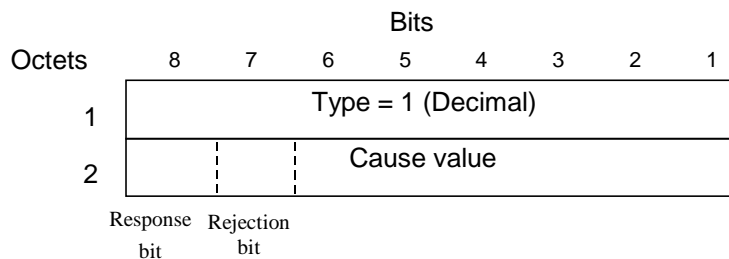 Bits
Octets 8 7 6 5 4 3 2 1
1 Type = 1 (Decimal)
2 Cause value
Response Rejection
bit bit